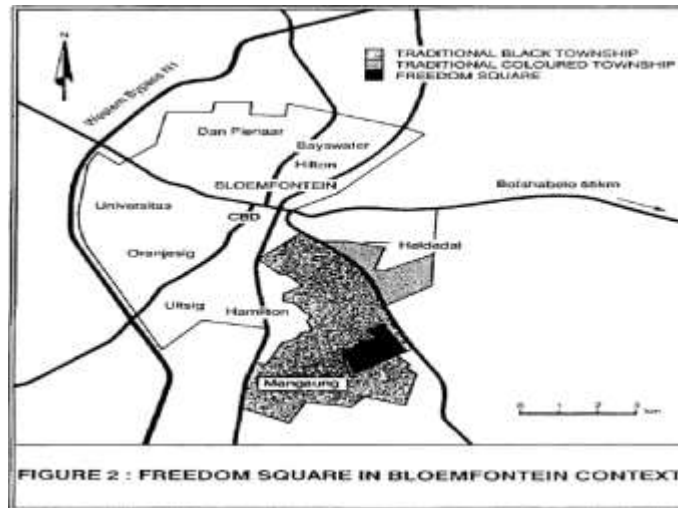 N
TRADITIONAL BLACK TOWNSHIP
TRADITIONAL COLOURED TOWNSHIP
FREEDOM SQUARE
Western Bypass N1
Dan Pienaar
Bayswater
Hilton
BLOEMFONTEIN
Botshabelo 55km
Universitas
CBD
Heidedal
Oranjesig
Uitsig
Hamilton
Mangaung
0 1 2 3
km
FIGURE 2 : FREEDOM SQUARE IN BLOEMFONTEIN CONTEXT